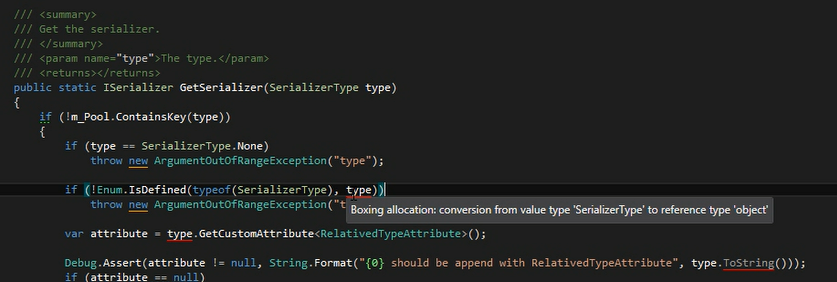 /// <summary>
/// Get the serializer.
/// </summary>
/// <param name="type">The type.</param>
/// <returns></returns>
public static ISerializer GetSerializer(SerializerType type)
{
if (!m_Pool.ContainsKey(type))
{
if (type == SerializerType.None)
throw new ArgumentOutOfRangeException("type");
if (!Enum.IsDefined(typeof(SerializerType), type))
throw new ArgumentOutOfRangeException("t
Boxing allocation: conversion from value type 'SerializerType' to reference type 'object'
var attribute = type.GetCustomAttribute<RelativedTypeAttribute>();
Debug.Assert(attribute != null, String.Format("{0} should be append with RelativedTypeAttribute", type.ToString()));
if (attribute == null)